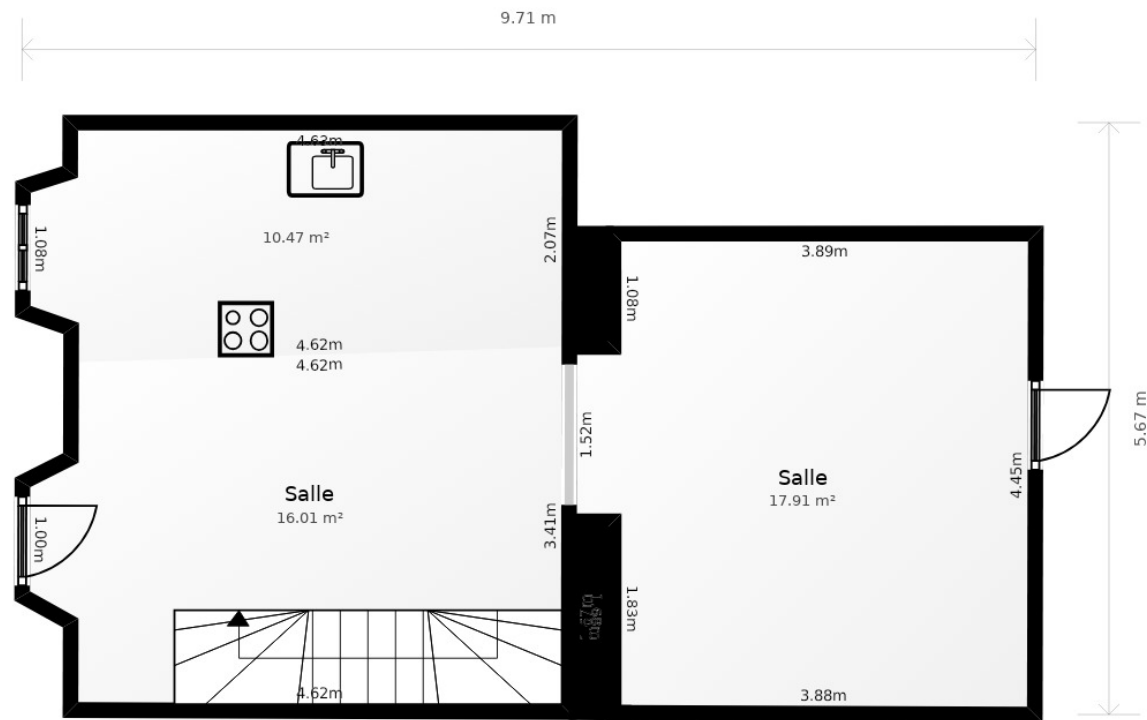 9.71 m
4.63m
10.47 m²
1.08m
2.07m
3.89m
1.08m
4.62m
4.62m
1.52m
5.67 m
Salle
16.01 m²
Salle
17.91 m²
4.45m
1.00m
3.41m
1.83m
4.62m
3.88m